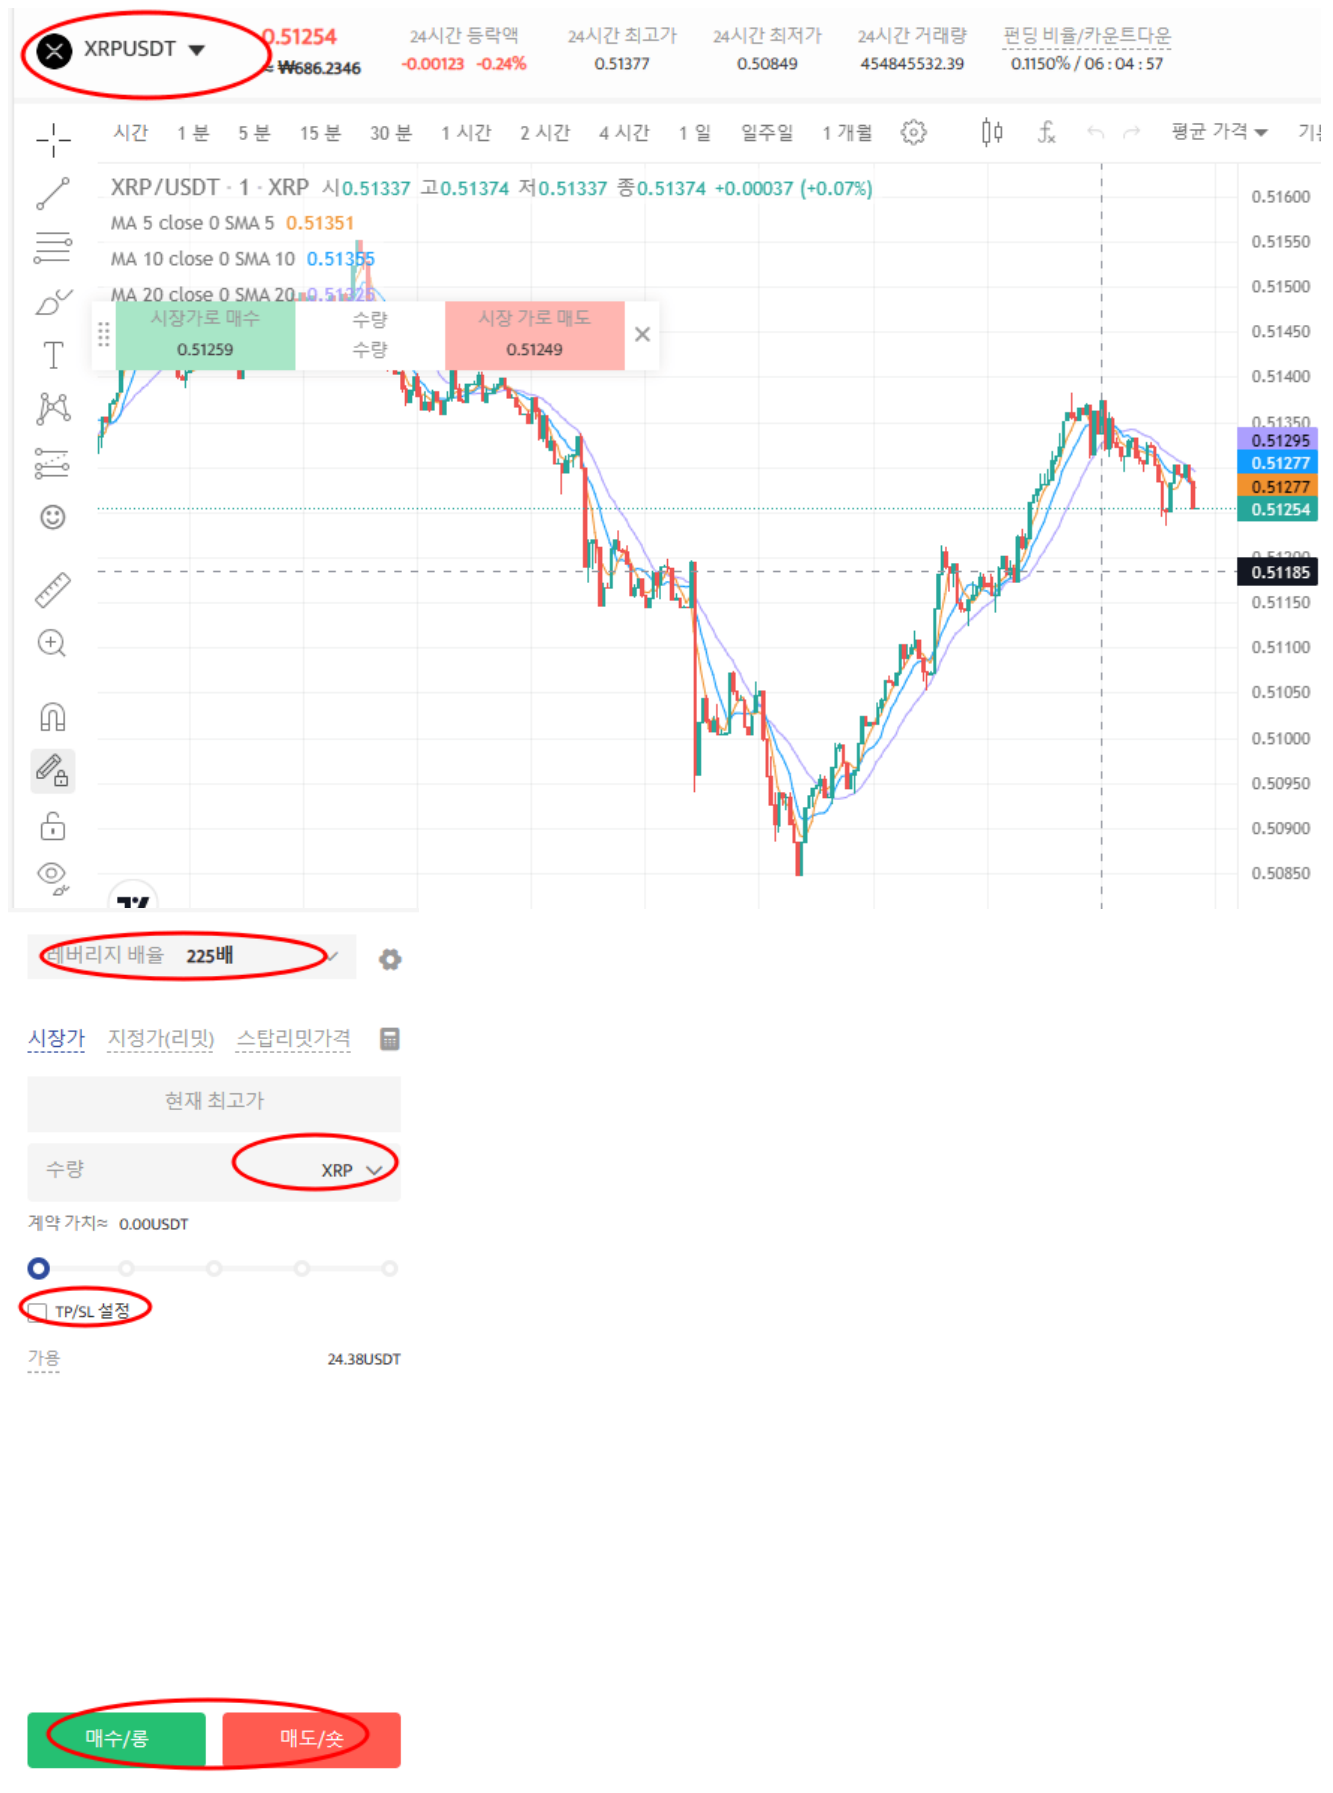 XRPUSDT
0.51254
≈ ₩686.2346
24시간 등락액
-0.00123 -0.24%
24시간 최고가
0.51377
24시간 최저가
0.50849
24시간 거래량
454845532.39
펀딩 비율/카운트다운
0.1150% / 06 : 04 : 57
시간 1 분 5 분 15 분 30 분 1 시간 2 시간 4 시간 1 일 일주일 1 개월 평균 가격
XRP/USDT · 1 · XRP 시0.51337 고0.51374 저0.51337 종0.51374 +0.00037 (+0.07%)
MA 5 close 0 SMA 5 0.51351
MA 10 close 0 SMA 10 0.51355
MA 20 close 0 SMA 20 0.51326
시장가로 매수 수량 시장 가로 매도
0.51259 수량 0.51249
0.51600
0.51550
0.51500
0.51450
0.51400
0.51350
0.51295
0.51277
0.51277
0.51254
0.51200
0.51185
0.51150
0.51100
0.51050
0.51000
0.50950
0.50900
0.50850
레버리지 배율 225배
시장가 지정가(리밋) 스탑리밋가격
현재 최고가
수량 XRP
계약 가치≈ 0.00USDT
TP/SL 설정
가용 24.38USDT
매수/롱 매도/숏